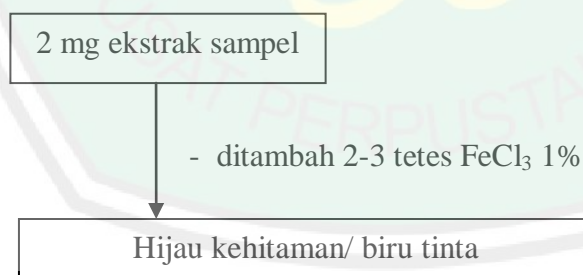 2 mg ekstrak sampel
- ditambah 2-3 tetes FeCl₃ 1%
Hijau kehitaman/ biru tinta